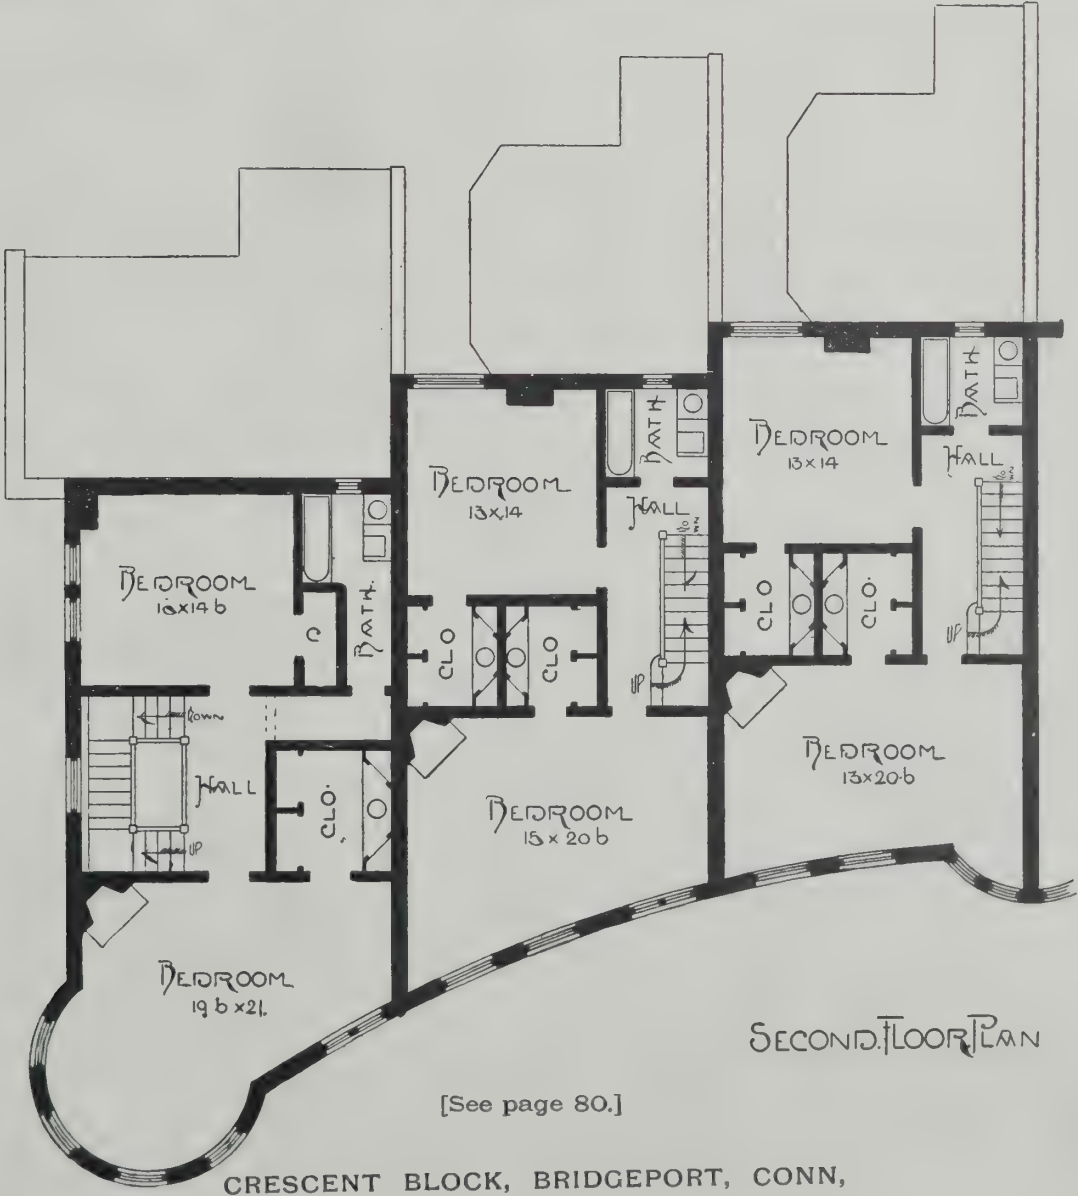 BATH
BEDROOM
13x14
HALL
CLO
CLO.
UP
BEDROOM
13x20.6
BATH
BEDROOM
13x14
HALL
CLO
CLO
UP
BEDROOM
15x20 6
BEDROOM
BATH.
C
DOWN
HALL
CLO.
UP
BEDROOM
19 6 x21.
SECOND. FLOOR PLAN
[See page 80.]
CRESCENT BLOCK, BRIDGEPORT, CONN,